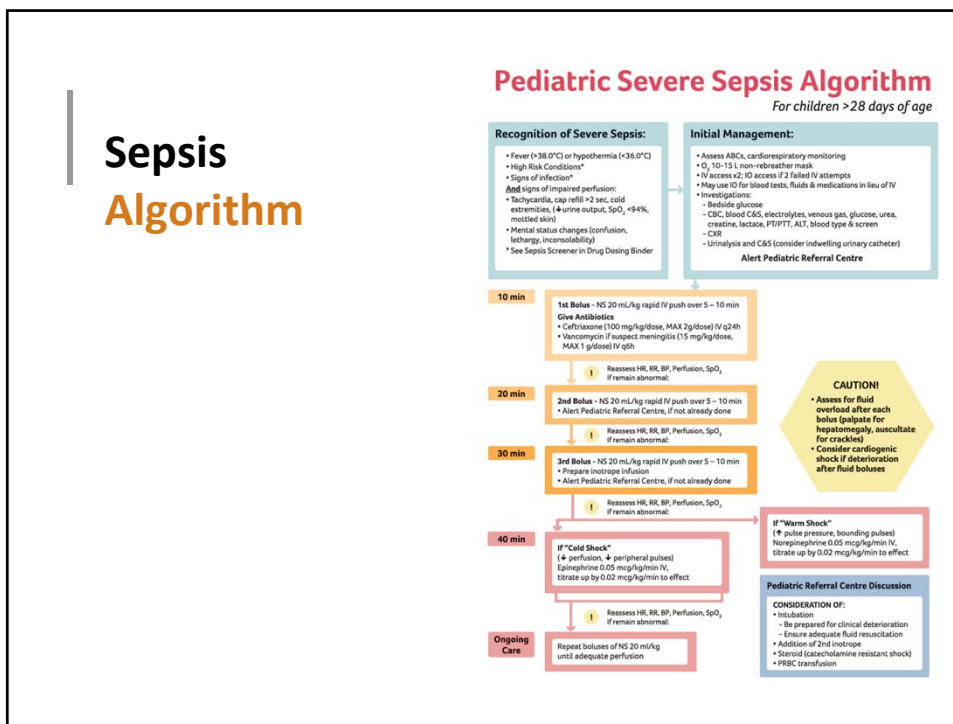 Sepsis
Algorithm
Pediatric Severe Sepsis Algorithm
For children >28 days of age
Recognition of Severe Sepsis:
• Fever (>38.0°C) or hypothermia (<36.0°C)
• High Risk Conditions*
• Signs of infection*
And signs of impaired perfusion:
• Tachycardia, cap refill >2 sec, cold
extremities, (↓urine output, SpO₂ <94%,
mottled skin)
• Mental status changes (confusion,
lethargy, inconsolability)
* See Sepsis Screener in Drug Dosing Binder
Initial Management:
• Assess ABCs, cardiorespiratory monitoring
• O₂ 10-15 L non-rebreather mask
• IV access x2; IO access if 2 failed IV attempts
• May use IO for blood tests, fluids & medications in lieu of IV
• Investigations:
- Bedside glucose
- CBC, blood C&S, electrolytes, venous gas, glucose, urea,
creatine, lactate, PT/PTT, ALT, blood type & screen
- CXR
- Urinalysis and C&S (consider indwelling urinary catheter)
Alert Pediatric Referral Centre
10 min
1st Bolus - NS 20 mL/kg rapid IV push over 5 – 10 min
Give Antibiotics
• Ceftriaxone (100 mg/kg/dose, MAX 2g/dose) IV q24h
• Vancomycin if suspect meningitis (15 mg/kg/dose,
MAX 1 g/dose) IV q6h
! Reassess HR, RR, BP, Perfusion, SpO₂
If remain abnormal:
20 min
2nd Bolus - NS 20 mL/kg rapid IV push over 5 – 10 min
• Alert Pediatric Referral Centre, if not already done
! Reassess HR, RR, BP, Perfusion, SpO₂
If remain abnormal:
30 min
3rd Bolus - NS 20 mL/kg rapid IV push over 5 – 10 min
• Prepare inotrope infusion
• Alert Pediatric Referral Centre, if not already done
! Reassess HR, RR, BP, Perfusion, SpO₂
If remain abnormal:
CAUTION!
• Assess for fluid
overload after each
bolus (palpate for
hepatomegaly, auscultate
for crackles)
• Consider cardiogenic
shock if deterioration
after fluid boluses
40 min
If "Cold Shock"
(↓ perfusion, ↓ peripheral pulses)
Epinephrine 0.05 mcg/kg/min IV,
titrate up by 0.02 mcg/kg/min to effect
If "Warm Shock"
(↑ pulse pressure, bounding pulses)
Norepinephrine 0.05 mcg/kg/min IV,
titrate up by 0.02 mcg/kg/min to effect
! Reassess HR, RR, BP, Perfusion, SpO₂
If remain abnormal:
Ongoing
Care
Repeat boluses of NS 20 ml/kg
until adequate perfusion
Pediatric Referral Centre Discussion
CONSIDERATION OF:
• Intubation
- Be prepared for clinical deterioration
- Ensure adequate fluid resuscitation
• Addition of 2nd inotrope
• Steroid (catecholamine resistant shock)
• PRBC transfusion